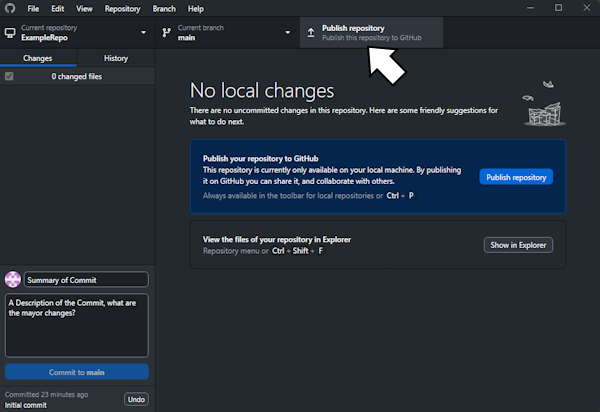 File Edit View Repository Branch Help
Current repository
ExampleRepo
Current branch
main
Publish repository
Publish this repository to GitHub
Changes History
0 changed files
No local changes
There are no uncommitted changes in this repository. Here are some friendly suggestions for
what to do next.
Publish your repository to GitHub
This repository is currently only available on your local machine. By publishing
it on GitHub you can share it, and collaborate with others.
Always available in the toolbar for local repositories or Ctrl + P
Publish repository
View the files of your repository in Explorer
Repository menu or Ctrl + Shift + F
Show in Explorer
Summary of Commit
A Description of the Commit, what are
the mayor changes?
Commit to main
Committed 23 minutes ago
Initial commit
Undo